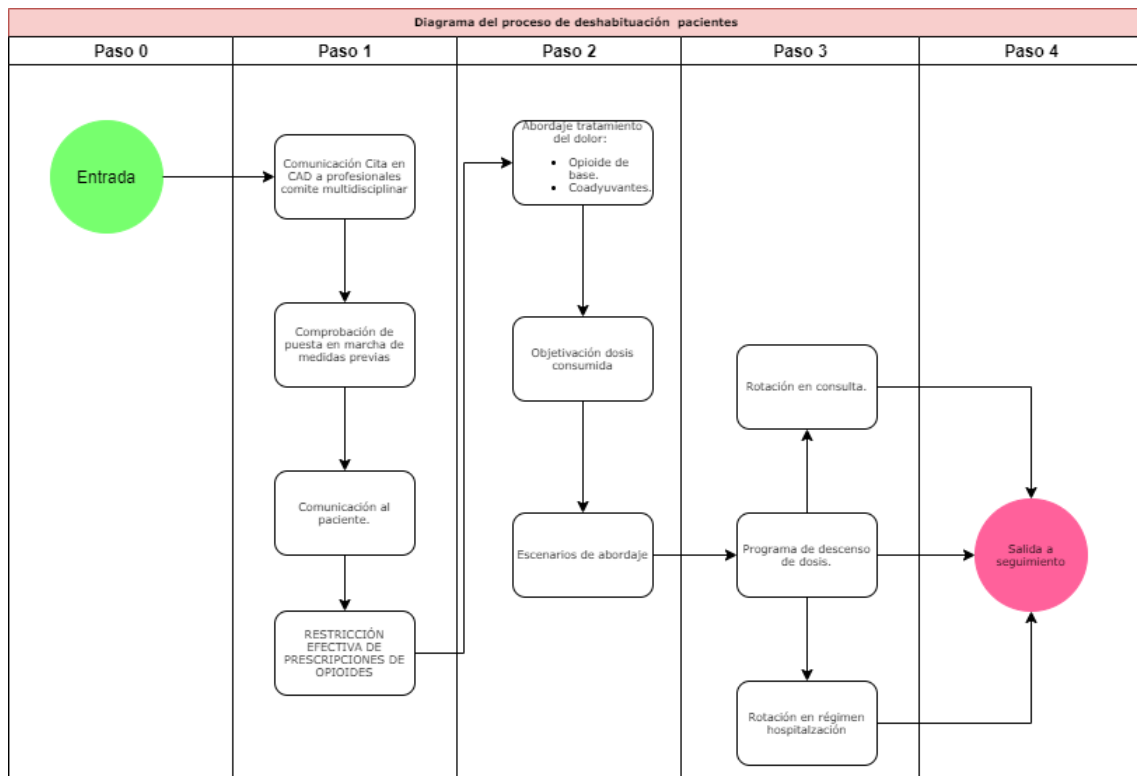 Diagrama del proceso de deshabituación pacientes
Paso 0
Paso 1
Paso 2
Paso 3
Paso 4
Entrada
Comunicación Cita en
CAD a profesionales
comite multidisciplinar
Comprobación de
puesta en marcha de
medidas previas
Comunicación al
paciente.
RESTRICCIÓN
EFECTIVA DE
PRESCRIPCIONES DE
OPIOIDES
Abordaje tratamiento
del dolor:
• Opioide de
base.
• Coadyuvantes.
Objetivación dosis
consumida
Escenarios de abordaje
Rotación en consulta.
Programa de descenso
de dosis.
Rotación en régimen
hospitalzación
Salida a
seguimiento